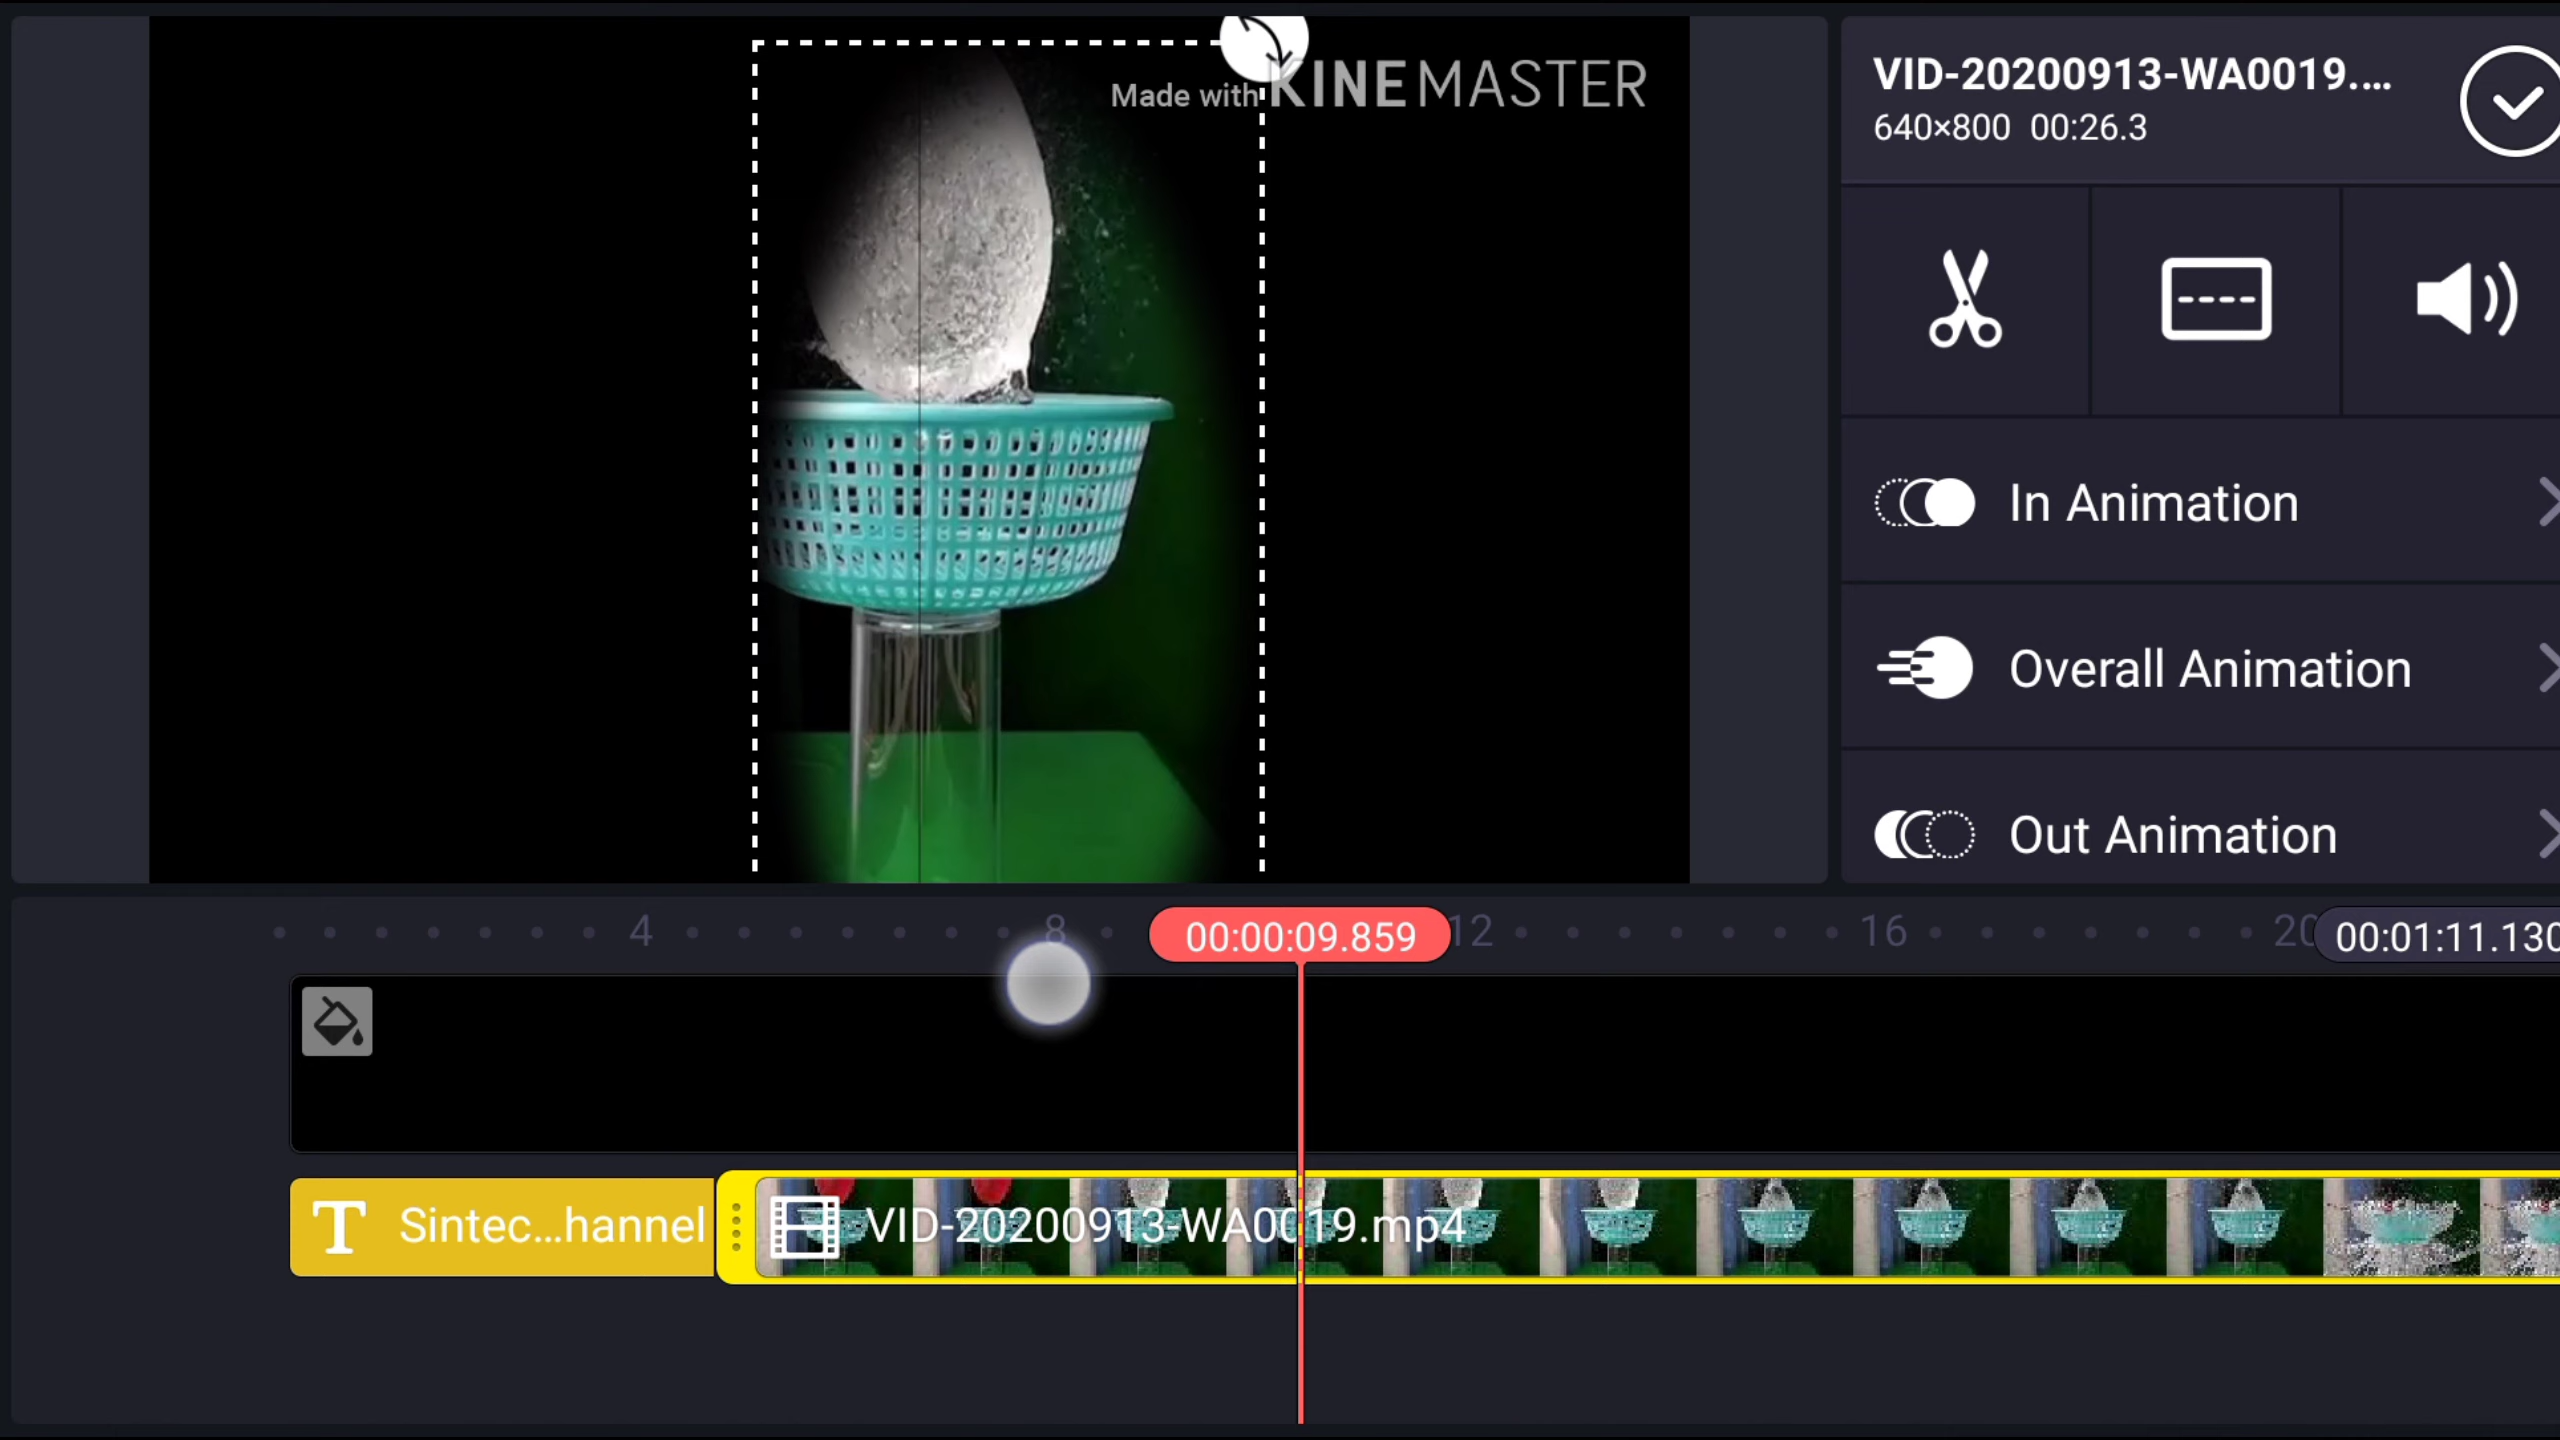 Made with KINEMASTER
VID-20200913-WA0019....
640×800 00:26.3
In Animation
Overall Animation
Out Animation
4 8 00:00:09.859 12 16 20 00:01:11.130
Sintec...hannel
VID-20200913-WA0019.mp4